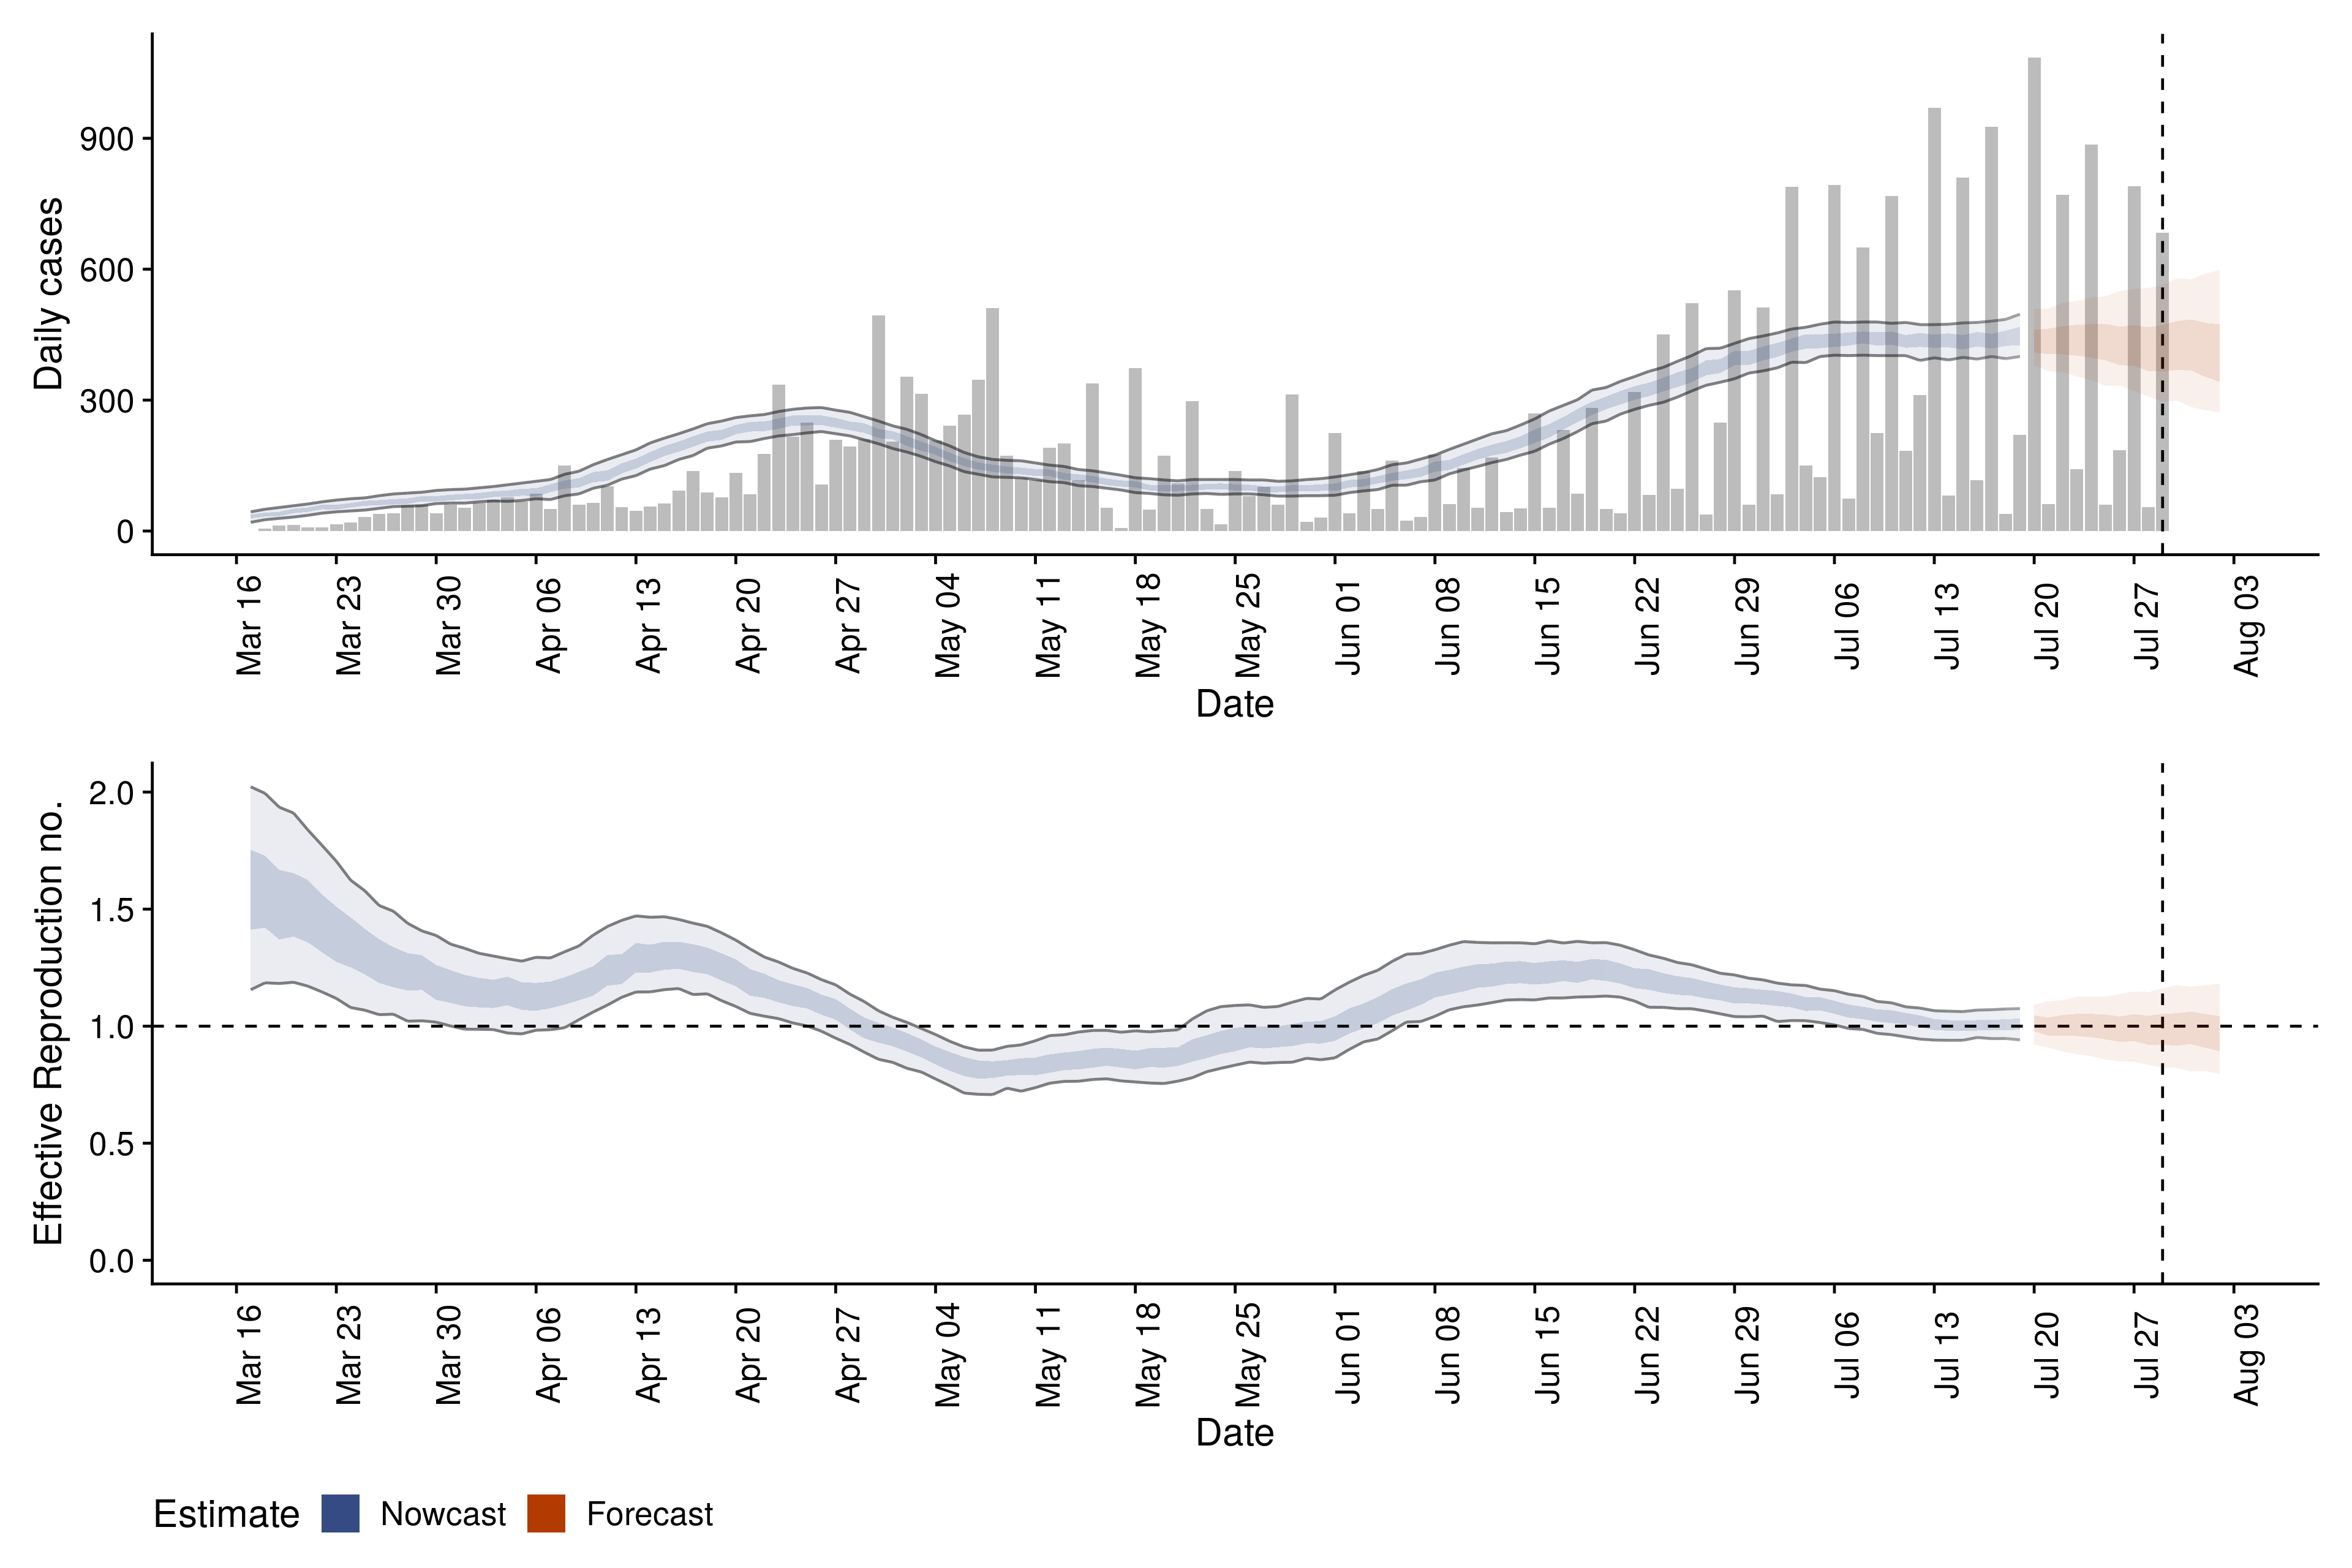 Daily cases
900
600
300
0
Mar 16
Mar 23
Mar 30
Apr 06
Apr 13
Apr 20
Apr 27
May 04
May 11
May 18
May 25
Jun 01
Jun 08
Jun 15
Jun 22
Jun 29
Jul 06
Jul 13
Jul 20
Jul 27
Aug 03
Date
Effective Reproduction no.
2.0
1.5
1.0
0.5
0.0
Mar 16
Mar 23
Mar 30
Apr 06
Apr 13
Apr 20
Apr 27
May 04
May 11
May 18
May 25
Jun 01
Jun 08
Jun 15
Jun 22
Jun 29
Jul 06
Jul 13
Jul 20
Jul 27
Aug 03
Date
Estimate Nowcast Forecast